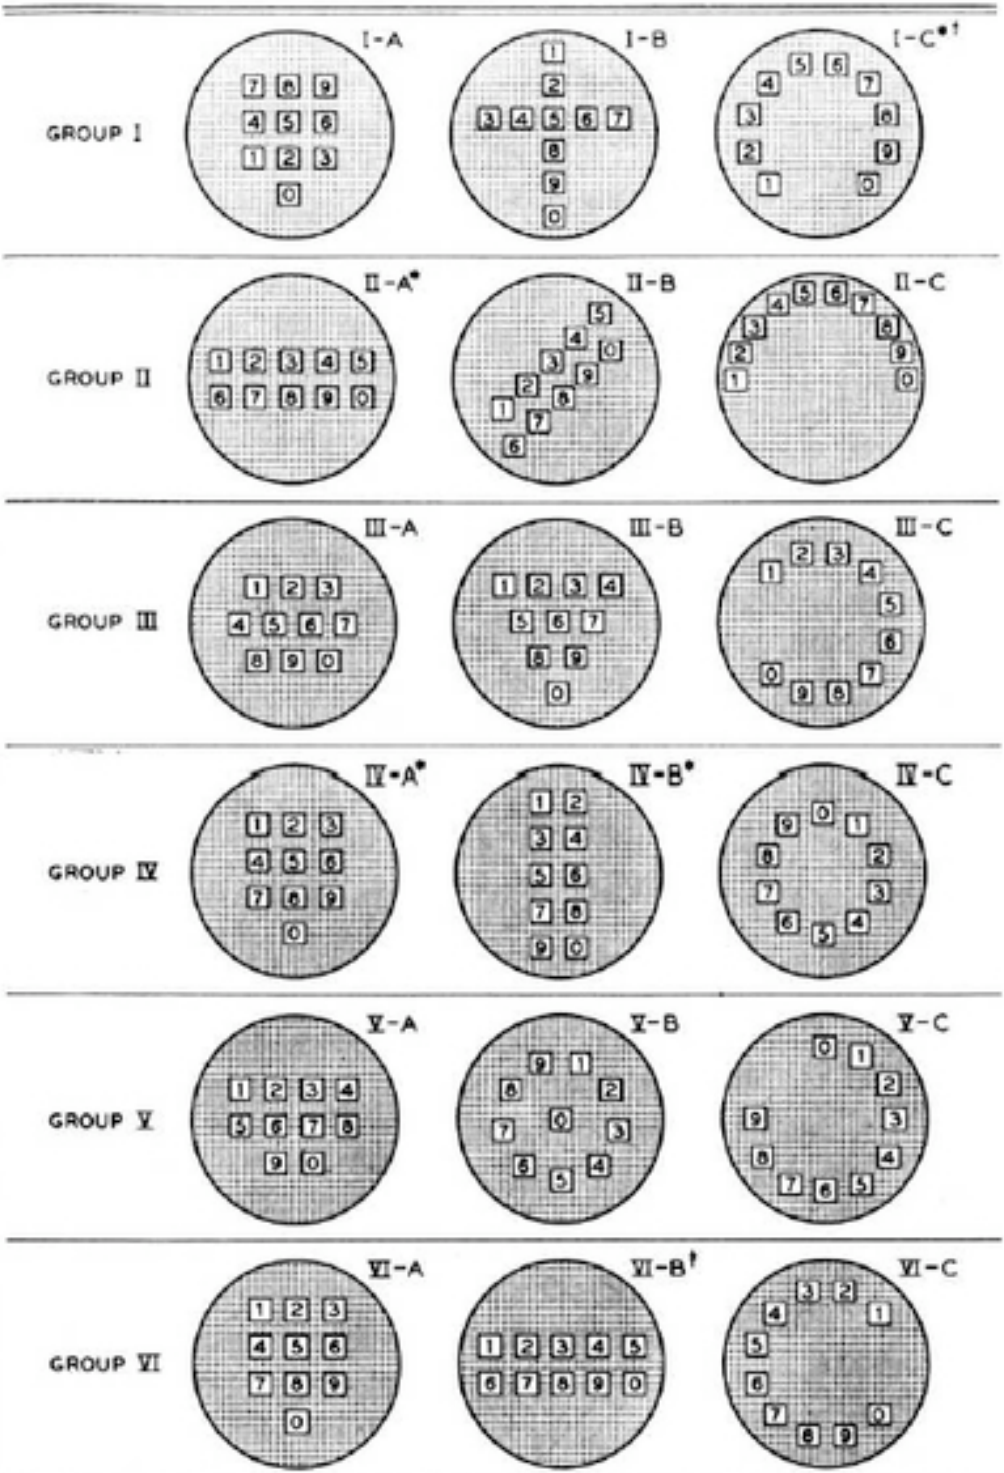 I-A I-B I-C*†
GROUP I
7 8 9
4 5 6
1 2 3
0
1
2
3 4 5 6 7
8
9
0
5 6
4 7
3 8
2 9
1 0
II-A* II-B II-C
GROUP II
1 2 3 4 5
6 7 8 9 0
5
4 0
3 9
2 8
1 7
6
5 6
4 7
3 8
2 9
1 0
III-A III-B III-C
GROUP III
1 2 3
4 5 6 7
8 9 0
1 2 3 4
5 6 7
8 9
0
2 3
1 4
5
6
0 7
9 8
IV-A* IV-B* IV-C
GROUP IV
1 2 3
4 5 6
7 8 9
0
1 2
3 4
5 6
7 8
9 0
0
9 1
8 2
7 3
6 4
5
V-A V-B V-C
GROUP V
1 2 3 4
5 6 7 8
9 0
9 1
8 2
0
7 3
6 4
5
0 1
2
9 3
8 4
7 6 5
VI-A VI-B† VI-C
GROUP VI
1 2 3
4 5 6
7 8 9
0
1 2 3 4 5
6 7 8 9 0
3 2
4 1
5
6
7 0
8 9